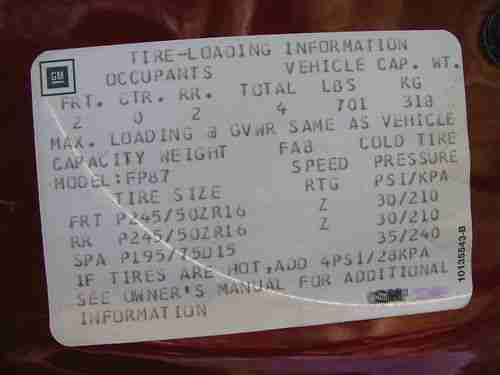 GM
TIRE-LOADING INFORMATION
OCCUPANTS VEHICLE CAP. WT.
FRT. CTR. RR. TOTAL LBS KG
2 0 2 4 701 318
MAX. LOADING @ GVWR SAME AS VEHICLE
CAPACITY WEIGHT FAB COLD TIRE
MODEL:FP87 SPEED PRESSURE
TIRE SIZE RTG PSI/KPA
FRT P245/50ZR16 Z 30/210
RR P245/50ZR16 Z 30/210
SPA P195/75D15 35/240
IF TIRES ARE HOT,ADD 4PSI/28KPA
SEE OWNER'S MANUAL FOR ADDITIONAL
INFORMATION
10135543-B